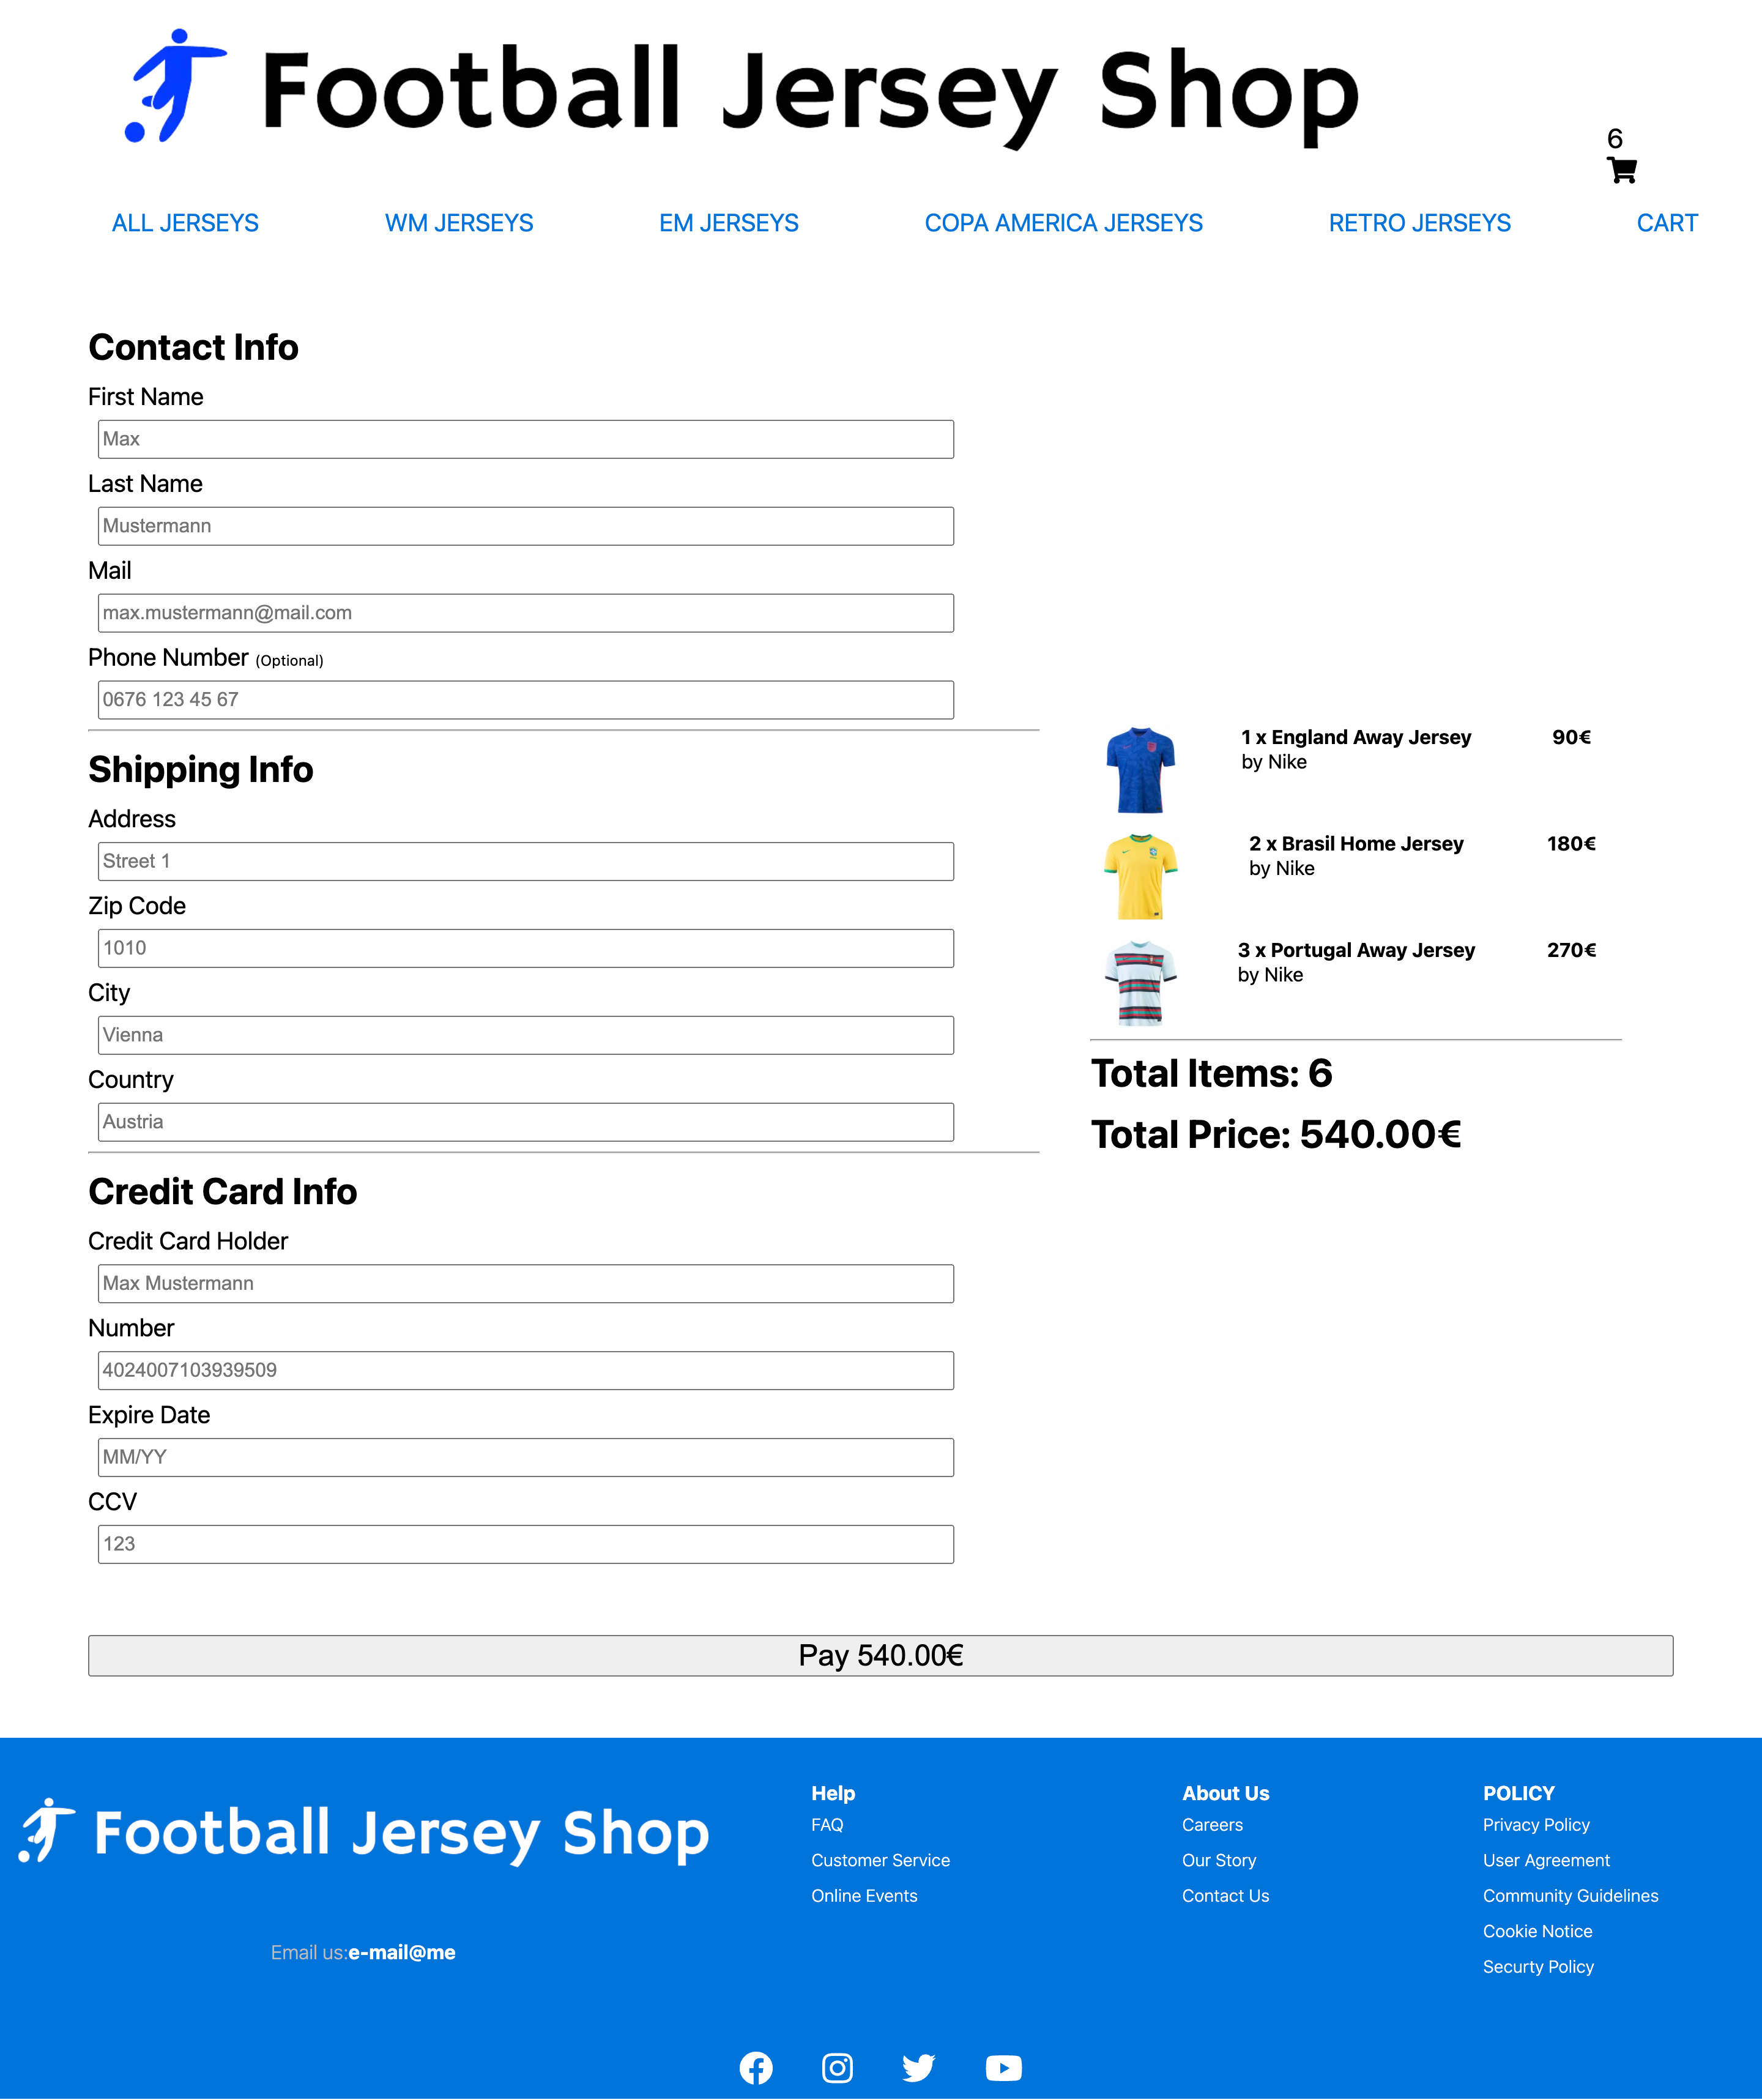 Football Jersey Shop
6
ALL JERSEYS WM JERSEYS EM JERSEYS COPA AMERICA JERSEYS RETRO JERSEYS CART
Contact Info
First Name
Max
Last Name
Mustermann
Mail
max.mustermann@mail.com
Phone Number (Optional)
0676 123 45 67
Shipping Info
Address
Street 1
Zip Code
1010
City
Vienna
Country
Austria
Credit Card Info
Credit Card Holder
Max Mustermann
Number
4024007103939509
Expire Date
MM/YY
CCV
123
1 x England Away Jersey 90€
by Nike
2 x Brasil Home Jersey 180€
by Nike
3 x Portugal Away Jersey 270€
by Nike
Total Items: 6
Total Price: 540.00€
Pay 540.00€
Football Jersey Shop
Email us:e-mail@me
Help
FAQ
Customer Service
Online Events
About Us
Careers
Our Story
Contact Us
POLICY
Privacy Policy
User Agreement
Community Guidelines
Cookie Notice
Securty Policy